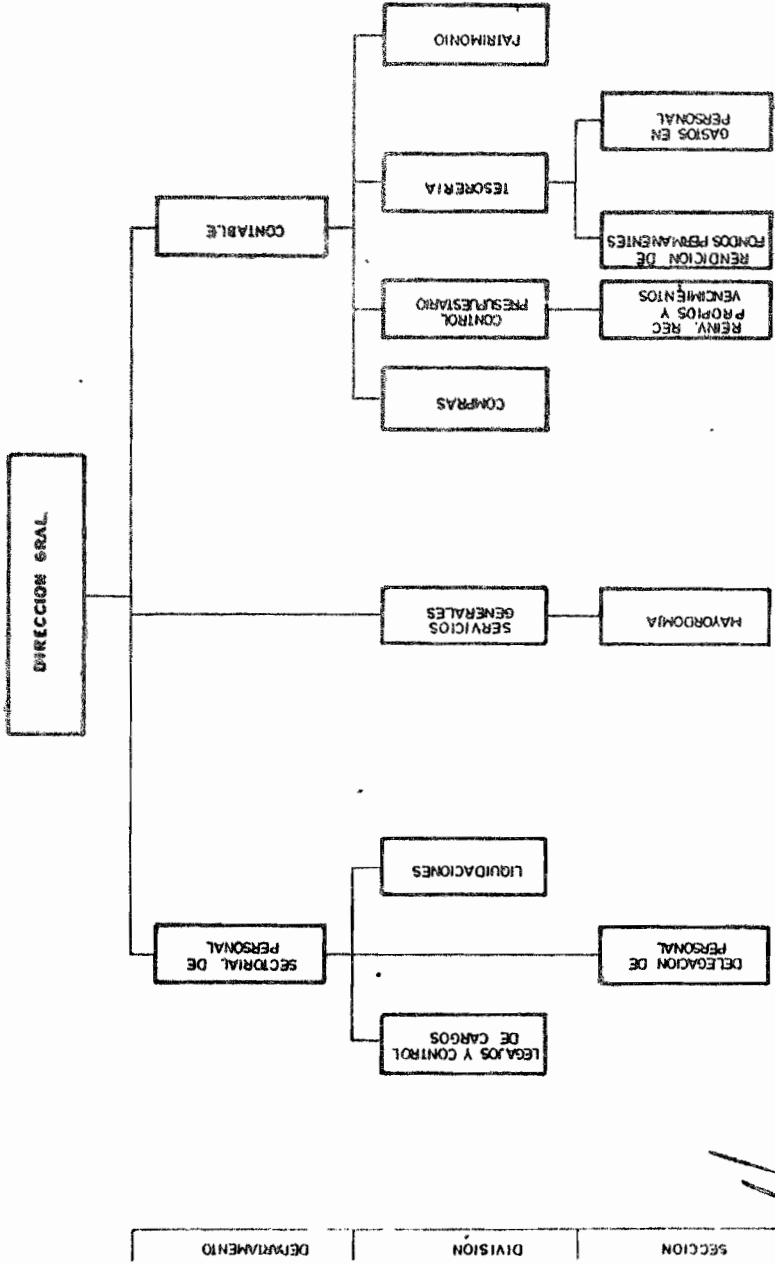 DIRECCION GRAL.
DEPARTAMENTO
SECTORIAL DE
PERSONAL
CONTABLE
DIVISION
LEGAJOS Y CONTROL
DE CARGOS
LIQUIDACIONES
SERVICIOS
GENERALES
COMPRAS
CONTROL
PRESUPUESTARIO
TESORERIA
PATRIMONIO
SECCION
DELEGACION DE
PERSONAL
MAYORDOMIA
REINV. REC
PROPIOS Y
VENCIMIENTOS
RENDICION DE
FONDOS PERMANENTES
GASTOS EN
PERSONAL